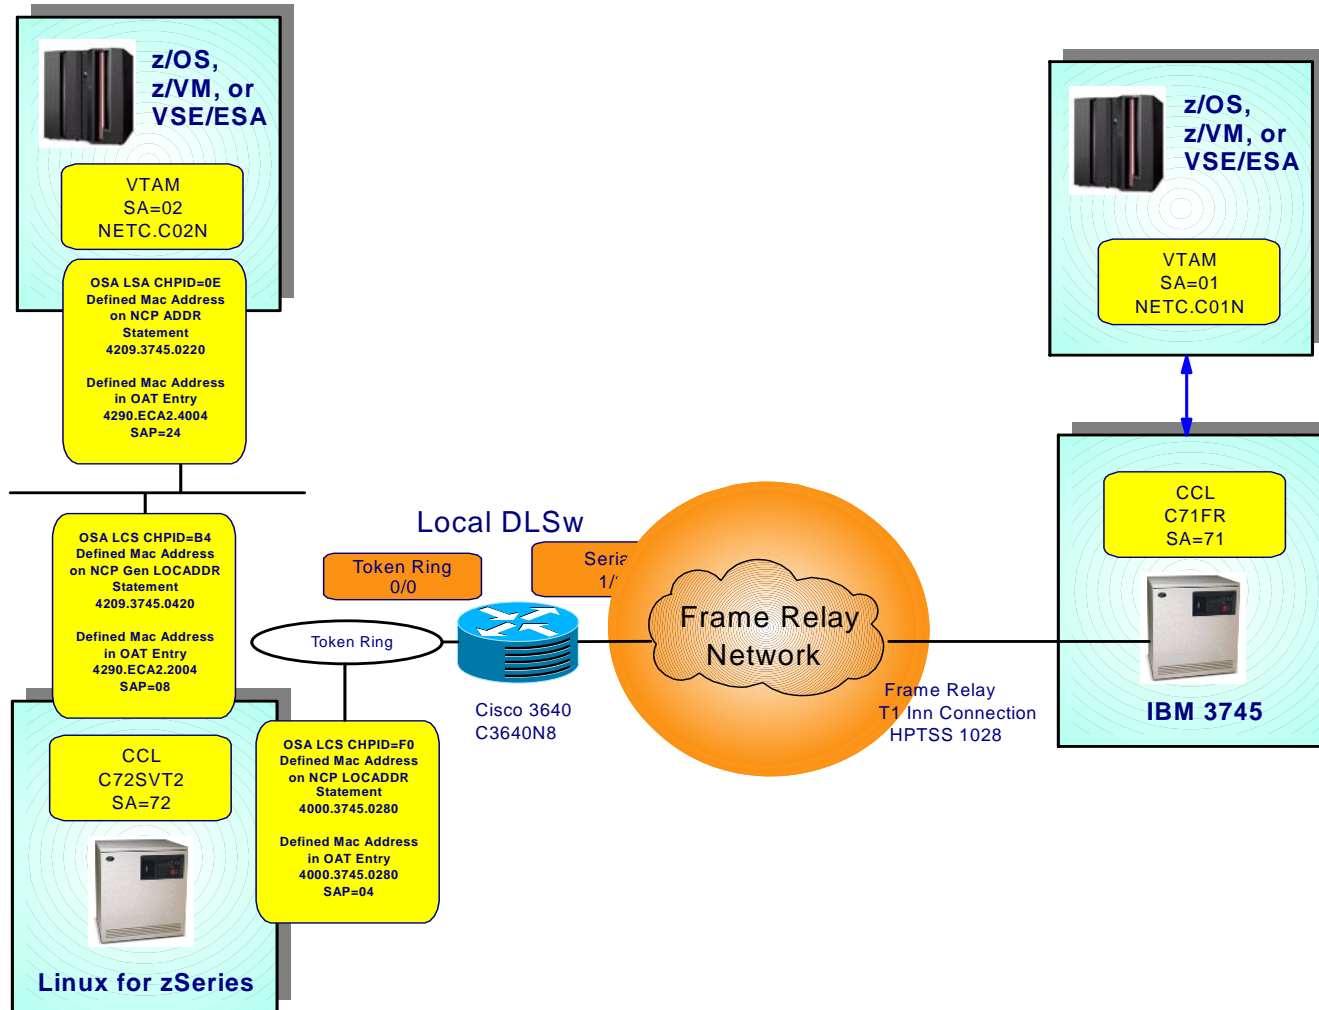 z/OS,
z/VM, or
VSE/ESA
VTAM
SA=02
NETC.C02N
OSA LSA CHPID=0E
Defined Mac Address
on NCP ADDR
Statement
4209.3745.0220
Defined Mac Address
in OAT Entry
4290.ECA2.4004
SAP=24
OSA LCS CHPID=B4
Defined Mac Address
on NCP Gen LOCADDR
Statement
4209.3745.0420
Defined Mac Address
in OAT Entry
4290.ECA2.2004
SAP=08
CCL
C72SVT2
SA=72
Linux for zSeries
OSA LCS CHPID=F0
Defined Mac Address
on NCP LOCADDR
Statement
4000.3745.0280
Defined Mac Address
in OAT Entry
4000.3745.0280
SAP=04
Token Ring
Local DLSw
Token Ring
0/0
Seria
1/
Cisco 3640
C3640N8
Frame Relay
Network
Frame Relay
T1 Inn Connection
HPTSS 1028
z/OS,
z/VM, or
VSE/ESA
VTAM
SA=01
NETC.C01N
CCL
C71FR
SA=71
IBM 3745